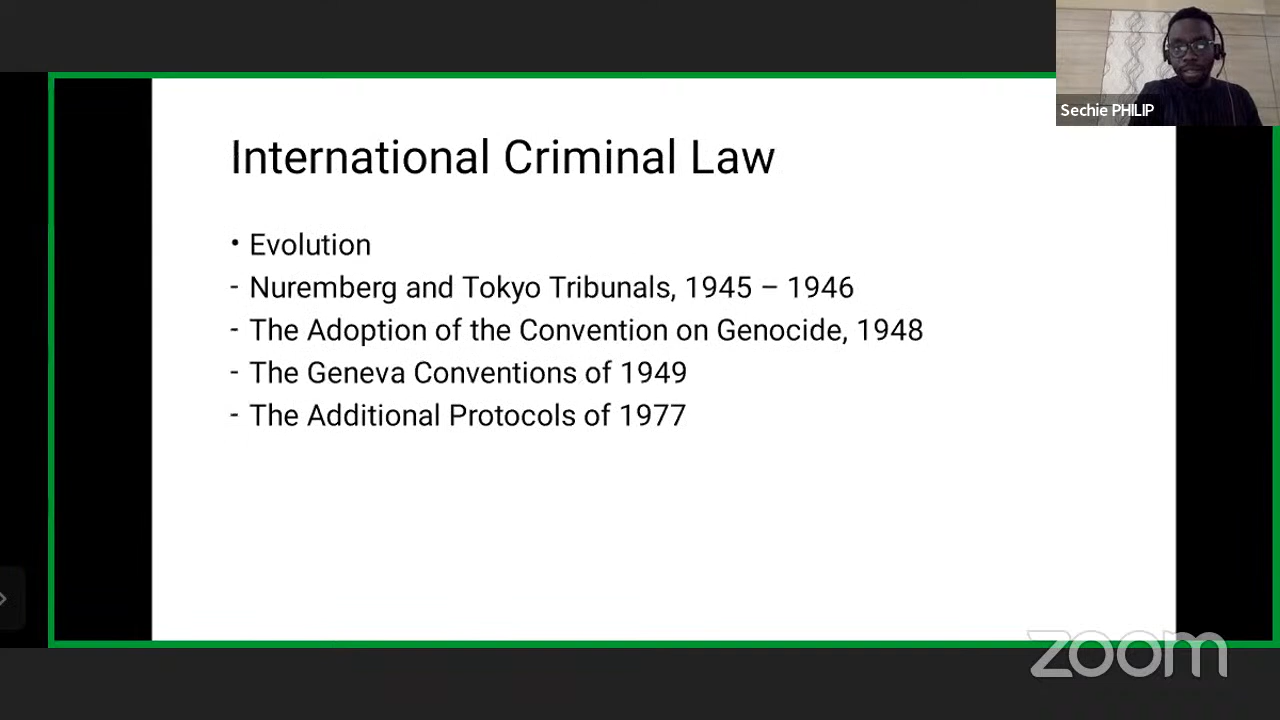 Sechie PHILIP
International Criminal Law
• Evolution
- Nuremberg and Tokyo Tribunals, 1945 – 1946
- The Adoption of the Convention on Genocide, 1948
- The Geneva Conventions of 1949
- The Additional Protocols of 1977
zoom